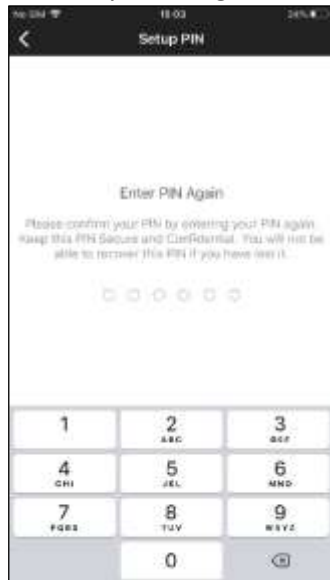 No SIM 18:03 24%
Setup PIN
Enter PIN Again
Please confirm your PIN by entering your PIN again.
Keep this PIN Secure and Confidential. You will not be
able to recover this PIN if you have lost it.
1 2 3
ABC DEF
4 5 6
GHI JKL MNO
7 8 9
PQRS TUV WXYZ
0